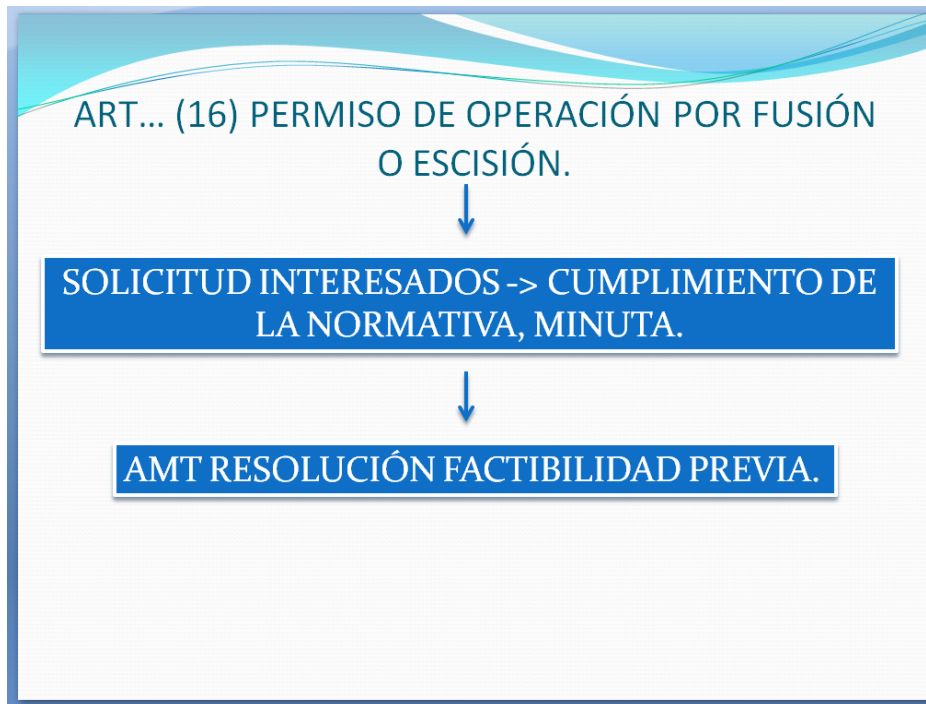 ART... (16) PERMISO DE OPERACIÓN POR FUSIÓN
O ESCISIÓN.
SOLICITUD INTERESADOS -> CUMPLIMIENTO DE
LA NORMATIVA, MINUTA.
AMT RESOLUCIÓN FACTIBILIDAD PREVIA.